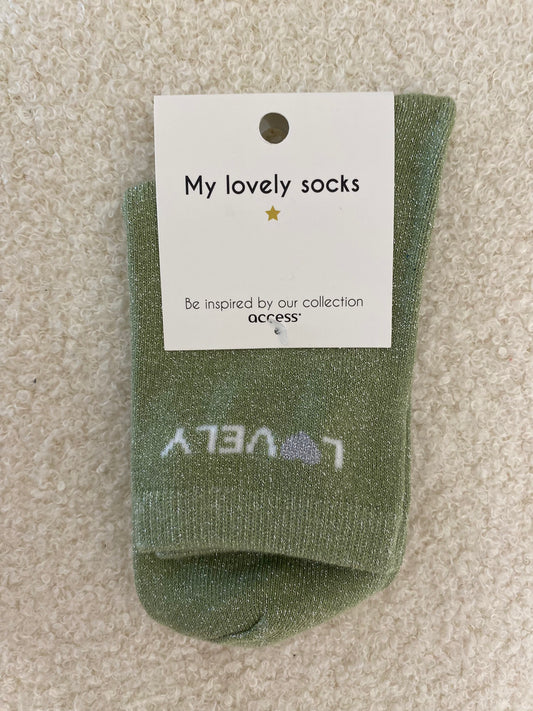 My lovely socks
Be inspired by our collection
access
LOVELY